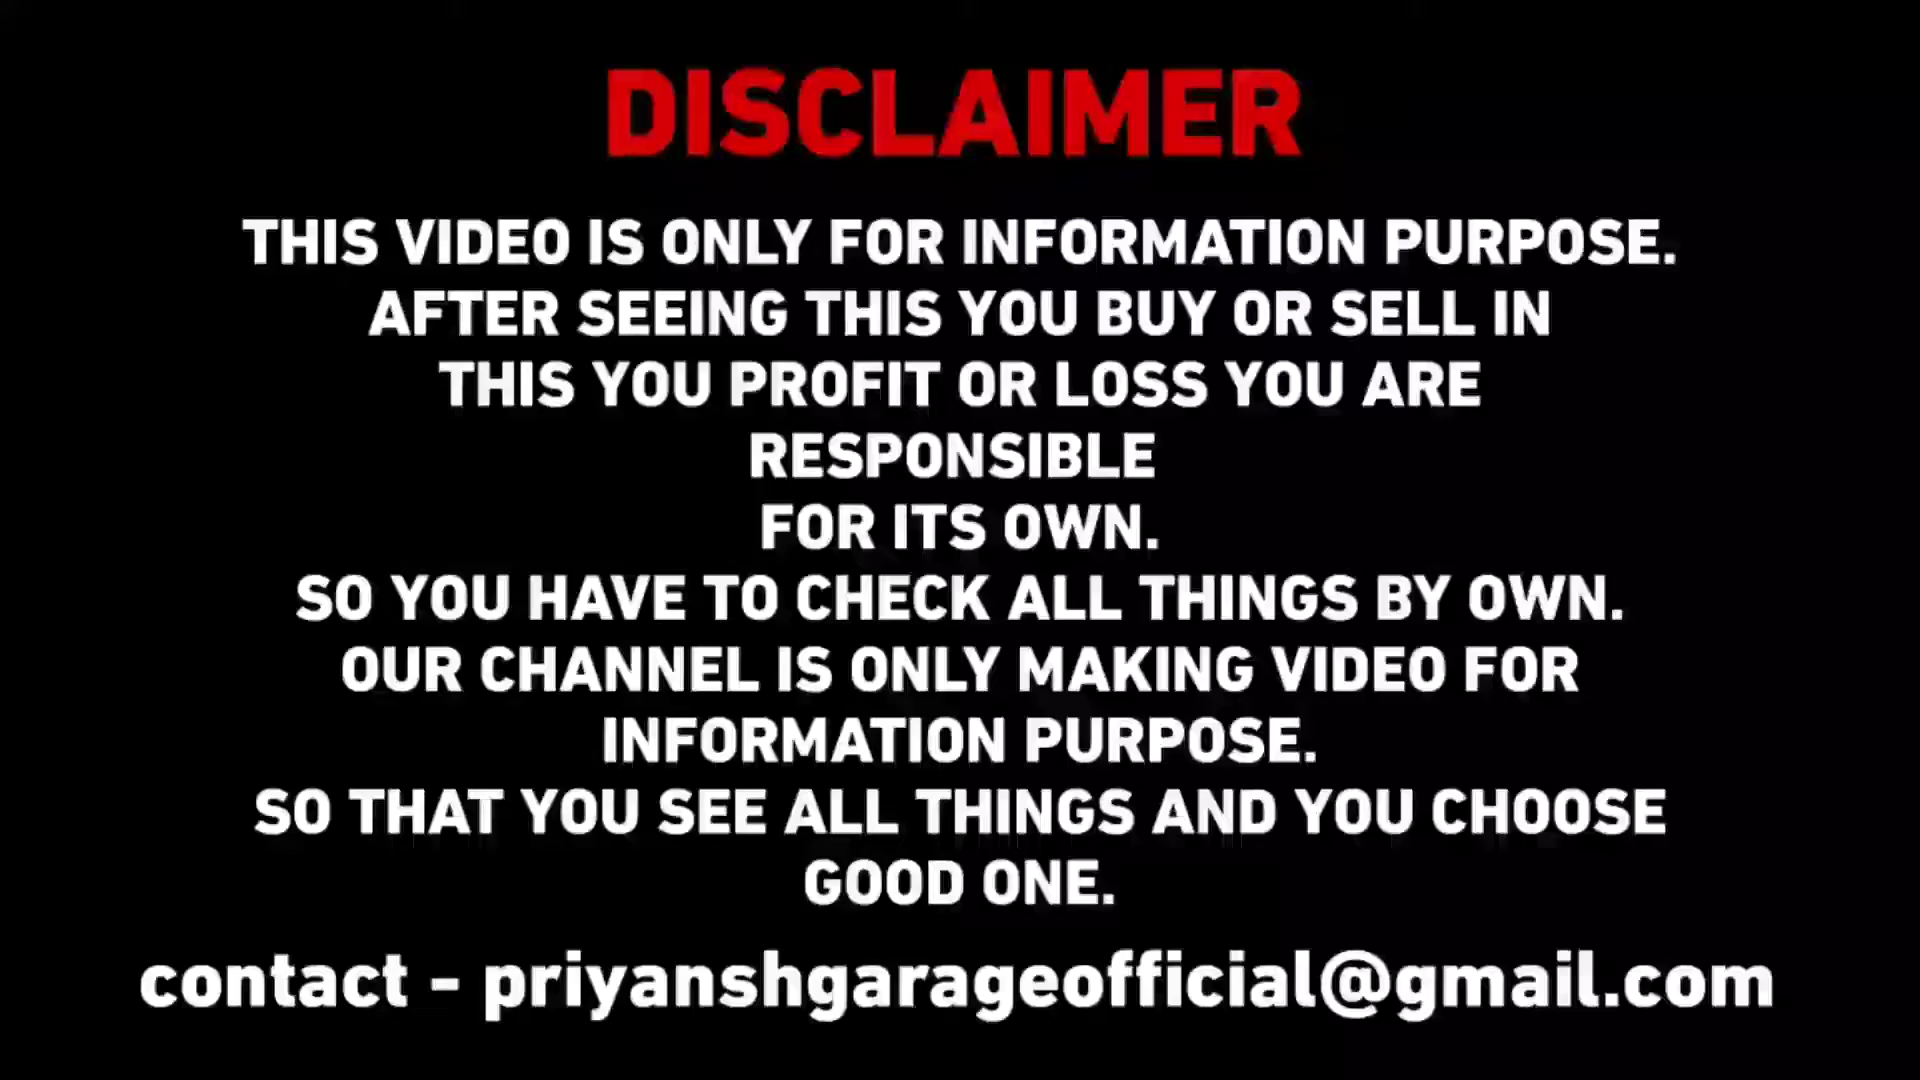 DISCLAIMER
THIS VIDEO IS ONLY FOR INFORMATION PURPOSE.
AFTER SEEING THIS YOU BUY OR SELL IN
THIS YOU PROFIT OR LOSS YOU ARE
RESPONSIBLE
FOR ITS OWN.
SO YOU HAVE TO CHECK ALL THINGS BY OWN.
OUR CHANNEL IS ONLY MAKING VIDEO FOR
INFORMATION PURPOSE.
SO THAT YOU SEE ALL THINGS AND YOU CHOOSE
GOOD ONE.
contact - priyanshgarageofficial@gmail.com